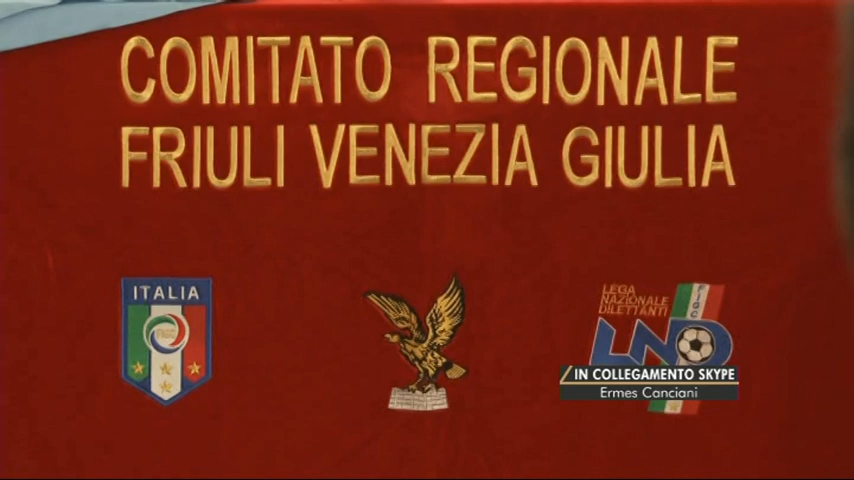 COMITATO REGIONALE
FRIULI VENEZIA GIULIA
ITALIA
LEGA
NAZIONALE
DILETTANTI
FIGC
LND
IN COLLEGAMENTO SKYPE
Ermes Canciani